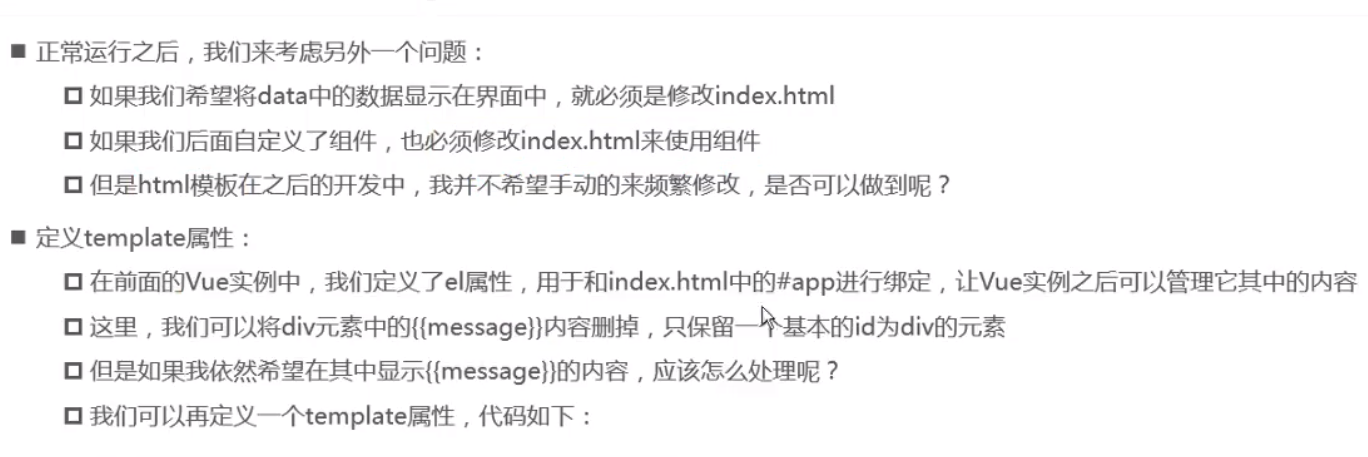 ■ 正常运行之后，我们来考虑另外一个问题：
□ 如果我们希望将data中的数据显示在界面中，就必须是修改index.html
□ 如果我们后面自定义了组件，也必须修改index.html来使用组件
□ 但是html模板在之后的开发中，我并不希望手动的来频繁修改，是否可以做到呢？
■ 定义template属性：
□ 在前面的Vue实例中，我们定义了el属性，用于和index.html中的#app进行绑定，让Vue实例之后可以管理它其中的内容
□ 这里，我们可以将div元素中的{{message}}内容删掉，只保留一个基本的id为div的元素
□ 但是如果我依然希望在其中显示{{message}}的内容，应该怎么处理呢？
□ 我们可以再定义一个template属性，代码如下：